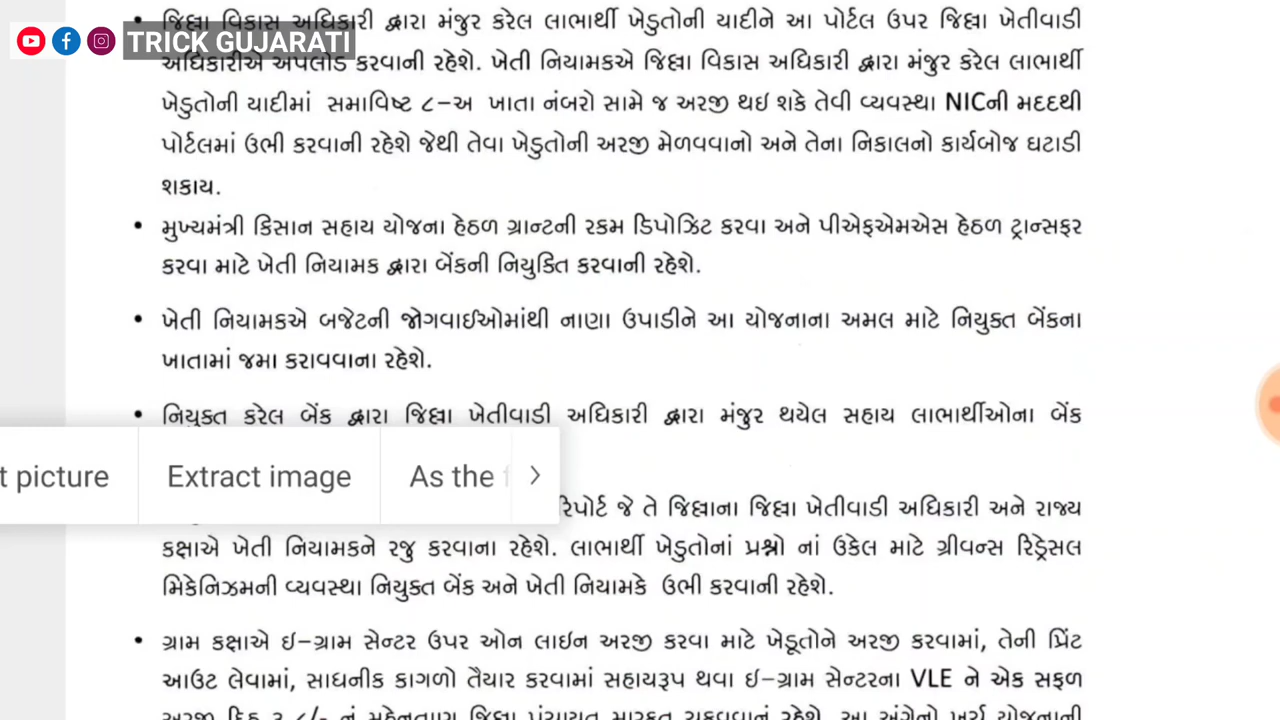 જિલ્લા વિકાસ અધિકારી દ્વારા મંજુર કરેલ લાભાર્થી ખેડુતોની યાદીને આ પોર્ટલ ઉપર જિલ્લા ખેતીવાડી
TRICK GUJARATI
અધિકારીએ અપલોડ કરવાની રહેશે. ખેતી નિયામકએ જિલ્લા વિકાસ અધિકારી દ્વારા મંજુર કરેલ લાભાર્થી
ખેડુતોની યાદીમાં સમાવિષ્ટ ૮-અ ખાતા નંબરો સામે જ અરજી થઇ શકે તેવી વ્યવસ્થા NICની મદદથી
પોર્ટલમાં ઉભી કરવાની રહેશે જેથી તેવા ખેડુતોની અરજી મેળવવાનો અને તેના નિકાલનો કાર્યબોજ ઘટાડી
શકાય.
મુખ્યમંત્રી કિસાન સહાય યોજના હેઠળ ગ્રાન્ટની રકમ ડિપોઝિટ કરવા અને પીએફએમએસ હેઠળ ટ્રાન્સફર
કરવા માટે ખેતી નિયામક દ્વારા બેંકની નિયુકિત કરવાની રહેશે.
ખેતી નિયામકએ બજેટની જોગવાઈઓમાંથી નાણા ઉપાડીને આ યોજનાના અમલ માટે નિયુક્ત બેંકના
ખાતામાં જમા કરાવવાના રહેશે.
નિયુક્ત કરેલ બેંક દ્વારા જિલ્લા ખેતીવાડી અધિકારી દ્વારા મંજુર થયેલ સહાય લાભાર્થીઓના બેંક
t picture Extract image As the
રિપોર્ટ જે તે જિલ્લાના જિલ્લા ખેતીવાડી અધિકારી અને રાજ્ય
કક્ષાએ ખેતી નિયામકને રજુ કરવાના રહેશે. લાભાર્થી ખેડુતોનાં પ્રશ્નો નાં ઉકેલ માટે ગ્રીવન્સ રિડ્રેસલ
મિકેનિઝમની વ્યવસ્થા નિયુક્ત બેંક અને ખેતી નિયામકે ઉભી કરવાની રહેશે.
ગ્રામ કક્ષાએ ઇ-ગ્રામ સેન્ટર ઉપર ઓન લાઇન અરજી કરવા માટે ખેડૂતોને અરજી કરવામાં, તેની પ્રિંટ
આઉટ લેવામાં, સાધનીક કાગળો તૈયાર કરવામાં સહાયરૂપ થવા ઇ-ગ્રામ સેન્ટરના VLE ને એક સફળ